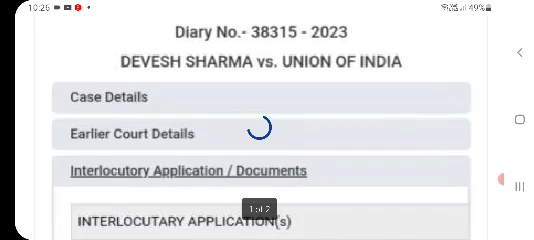 10:26
49%
Diary No.- 38315 - 2023
DEVESH SHARMA vs. UNION OF INDIA
Case Details
Earlier Court Details
Interlocutory Application / Documents
1 of 2
INTERLOCUTARY APPLICATION(s)